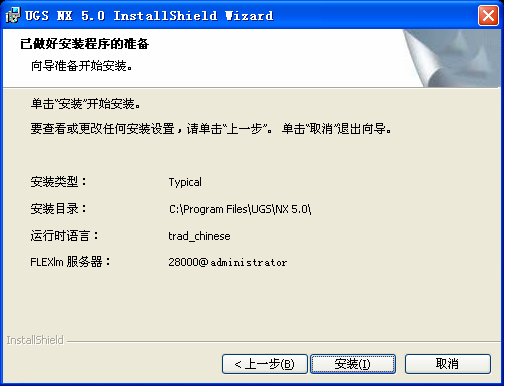 UGS NX 5.0 InstallShield Wizard
已做好安装程序的准备
向导准备开始安装。
单击“安装”开始安装。
要查看或更改任何安装设置，请单击“上一步”。 单击“取消”退出向导。
安装类型： Typical
安装目录： C:\Program Files\UGS\NX 5.0\
运行时语言： trad_chinese
FLEXlm 服务器： 28000@administrator
InstallShield
< 上一步(B) 安装(I) 取消